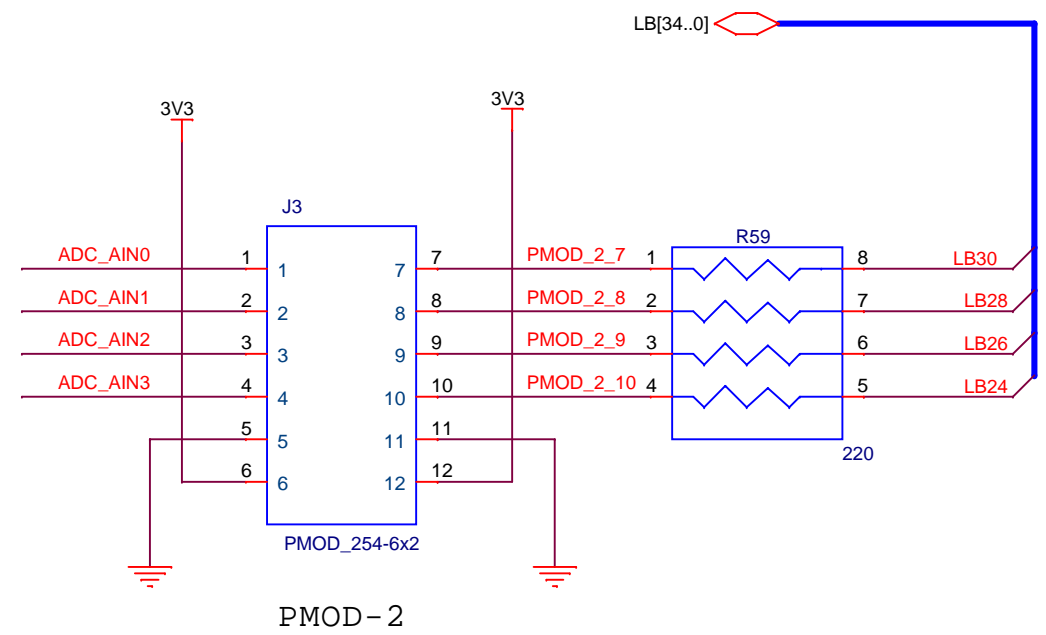 LB[34..0]
3V3 3V3
J3
R59
ADC_AIN0 1 1 7 7 PMOD_2_7 1 8 LB30
ADC_AIN1 2 2 8 8 PMOD_2_8 2 7 LB28
ADC_AIN2 3 3 9 9 PMOD_2_9 3 6 LB26
ADC_AIN3 4 4 10 10 PMOD_2_10 4 5 LB24
5 5 11 11
220
6 6 12 12
PMOD_254-6x2
PMOD-2